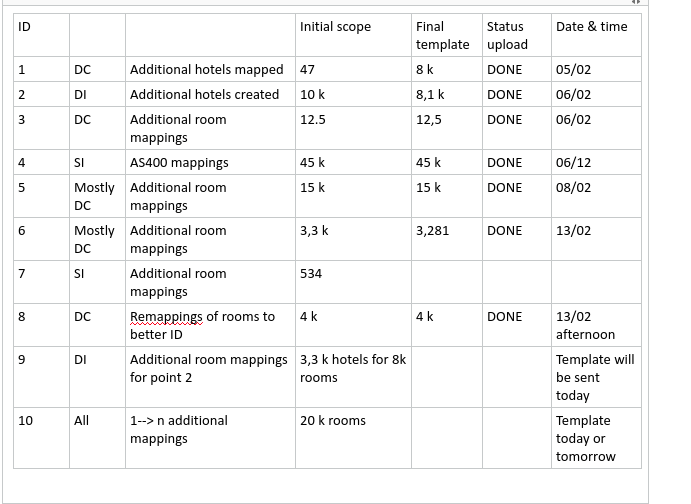 ID Initial scope Final template Status upload Date & time
1 DC Additional hotels mapped 47 8 k DONE 05/02
2 DI Additional hotels created 10 k 8,1 k DONE 06/02
3 DC Additional room mappings 12.5 12,5 DONE 06/02
4 SI AS400 mappings 45 k 45 k DONE 06/12
5 Mostly DC Additional room mappings 15 k 15 k DONE 08/02
6 Mostly DC Additional room mappings 3,3 k 3,281 DONE 13/02
7 SI Additional room mappings 534
8 DC Remappings of rooms to better ID 4 k 4 k DONE 13/02 afternoon
9 DI Additional room mappings for point 2 3,3 k hotels for 8k rooms Template will be sent today
10 All 1--> n additional mappings 20 k rooms Template today or tomorrow